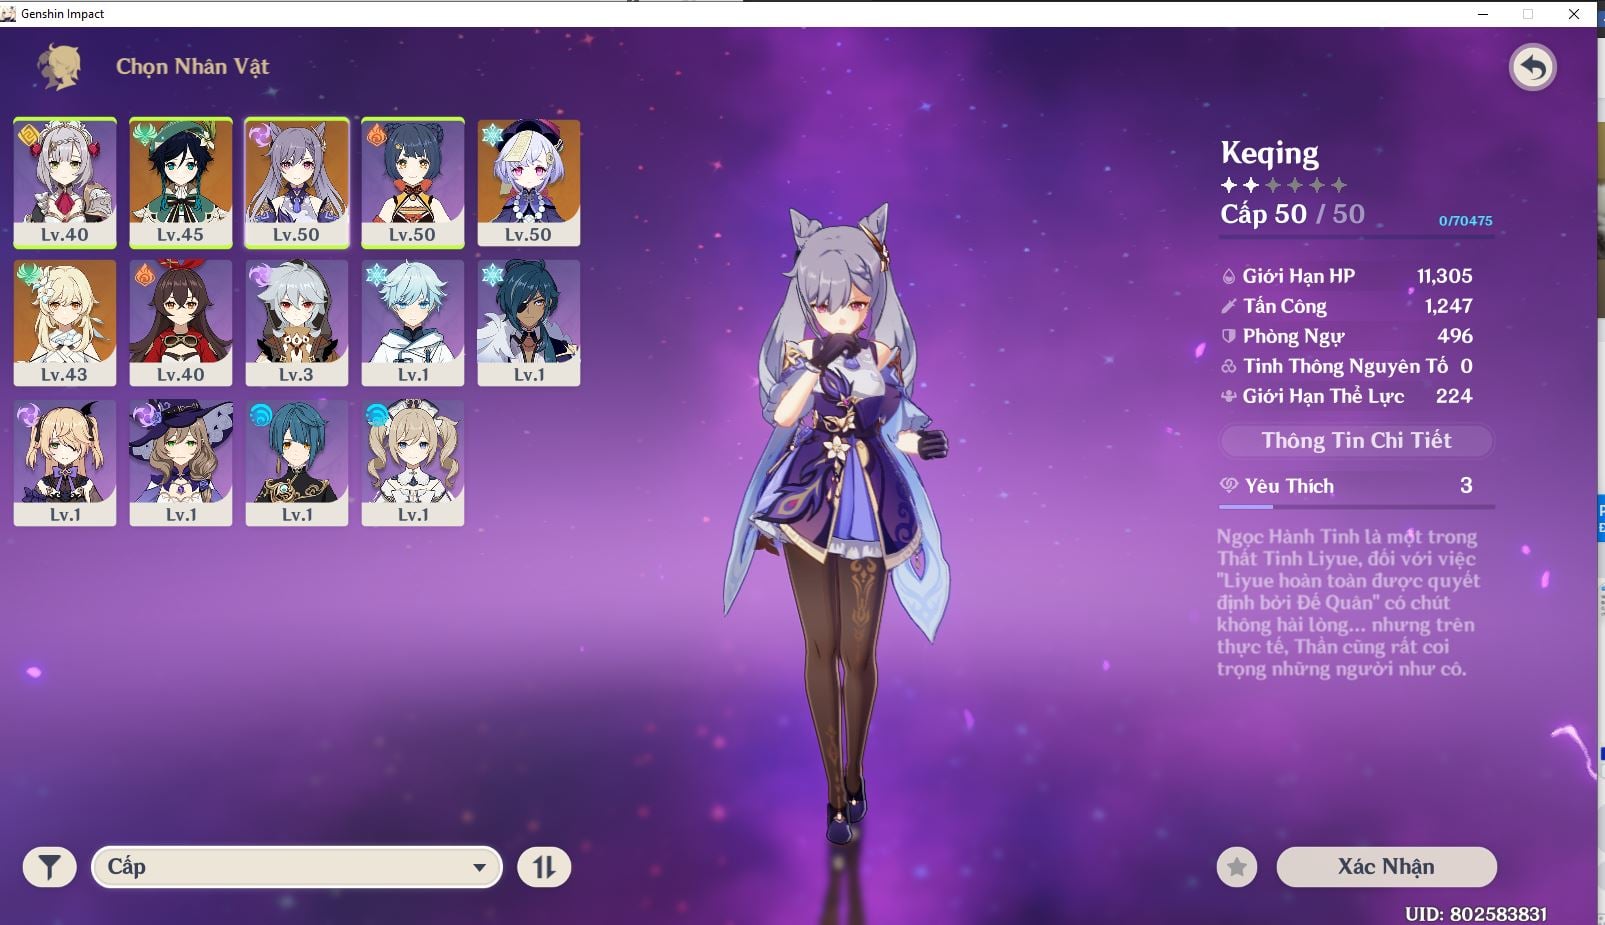 Genshin Impact
Chọn Nhân Vật
Lv.40
Lv.45
Lv.50
Lv.50
Lv.50
Lv.43
Lv.40
Lv.3
Lv.1
Lv.1
Lv.1
Lv.1
Lv.1
Lv.1
Keqing
Cấp 50 / 50
0/70475
Giới Hạn HP 11,305
Tấn Công 1,247
Phòng Ngự 496
Tinh Thông Nguyên Tố 0
Giới Hạn Thể Lực 224
Thông Tin Chi Tiết
Yêu Thích 3
Ngọc Hành Tinh là một trong
Thất Tinh Liyue, đối với việc
"Liyue hoàn toàn được quyết
định bởi Đế Quân" có chút
không hài lòng... nhưng trên
thực tế, Thần cũng rất coi
trọng những người như cô.
Cấp
Xác Nhận
UID: 802583831